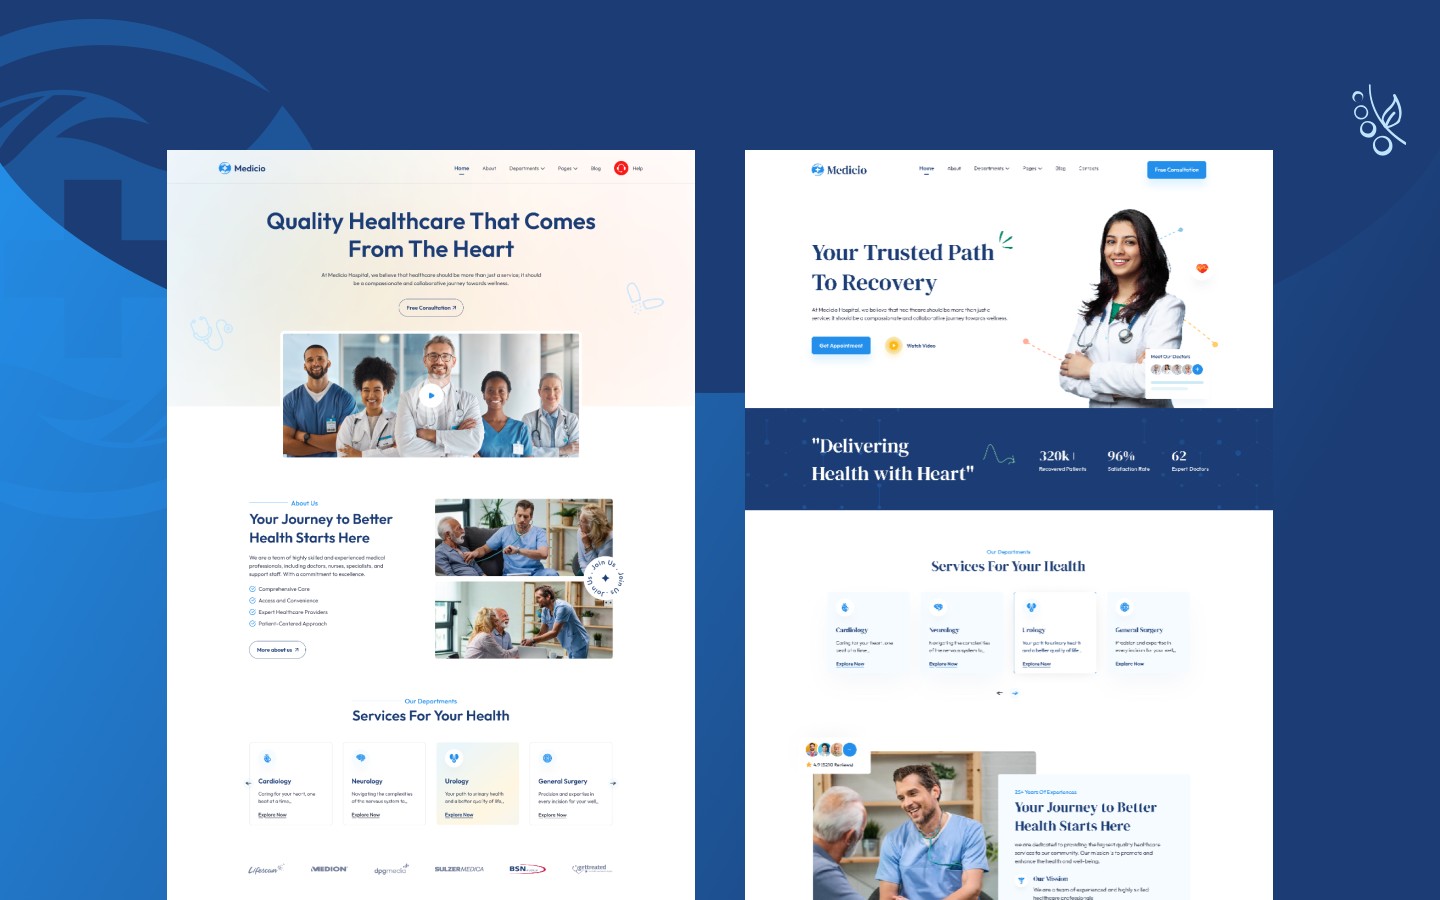 Medicio
Home About Departments Pages Blog Help
Quality Healthcare That Comes
From The Heart
At Medicio Hospital, we believe that healthcare should be more than just a service; it should
be a compassionate and collaborative journey towards wellness.
Free Consultation
About Us
Your Journey to Better
Health Starts Here
We are a team of highly skilled and experienced medical
professionals, including doctors, nurses, specialists, and
support staff. With a commitment to excellence.
Comprehensive Care
Access and Convenience
Expert Healthcare Providers
Patient-Centered Approach
More about us
Join Us · Join Us · Join Us ·
Our Departments
Services For Your Health
Cardiology
Caring for your heart, one
beat at a time..
Explore Now
Neurology
Navigating the complexities
of the nervous system to..
Explore Now
Urology
Your path to urinary health
and a better quality of life..
Explore Now
General Surgery
Precision and expertise in
every incision for your well..
Explore Now
Lifescan MEDION dpgmedia SULZERMEDICA BSN gettreated
Medicio
Home About Departments Pages Blog Contacts
Free Consultation
Your Trusted Path
To Recovery
At Medicio Hospital, we believe that healthcare should be more than just a
service; it should be a compassionate and collaborative journey towards wellness.
Get Appointment
Watch Video
Meet Our Doctors
"Delivering
Health with Heart"
320k
Recovered Patients
96%
Satisfaction Rate
62
Expert Doctors
Our Departments
Services For Your Health
Cardiology
Caring for your heart, one
beat at a time..
Explore Now
Neurology
Navigating the complexities
of the nervous system to..
Explore Now
Urology
Your path to urinary health
and a better quality of life..
Explore Now
General Surgery
Precision and expertise in
every incision for your well..
Explore Now
4.9 (5210 Reviews)
25+ Years Of Experiences
Your Journey to Better
Health Starts Here
we are dedicated to providing the highest quality healthcare
services to our community. Our mission is to promote and
enhance the health and well-being.
Our Mission
We are a team of experienced and highly skilled
healthcare professionals